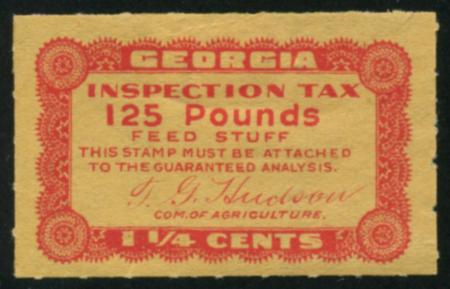 GEORGIA
INSPECTION TAX
125 Pounds
FEED STUFF
THIS STAMP MUST BE ATTACHED
TO THE GUARANTEED ANALYSIS.
T. G. Hudson
COM. OF AGRICULTURE.
1 1/4 CENTS